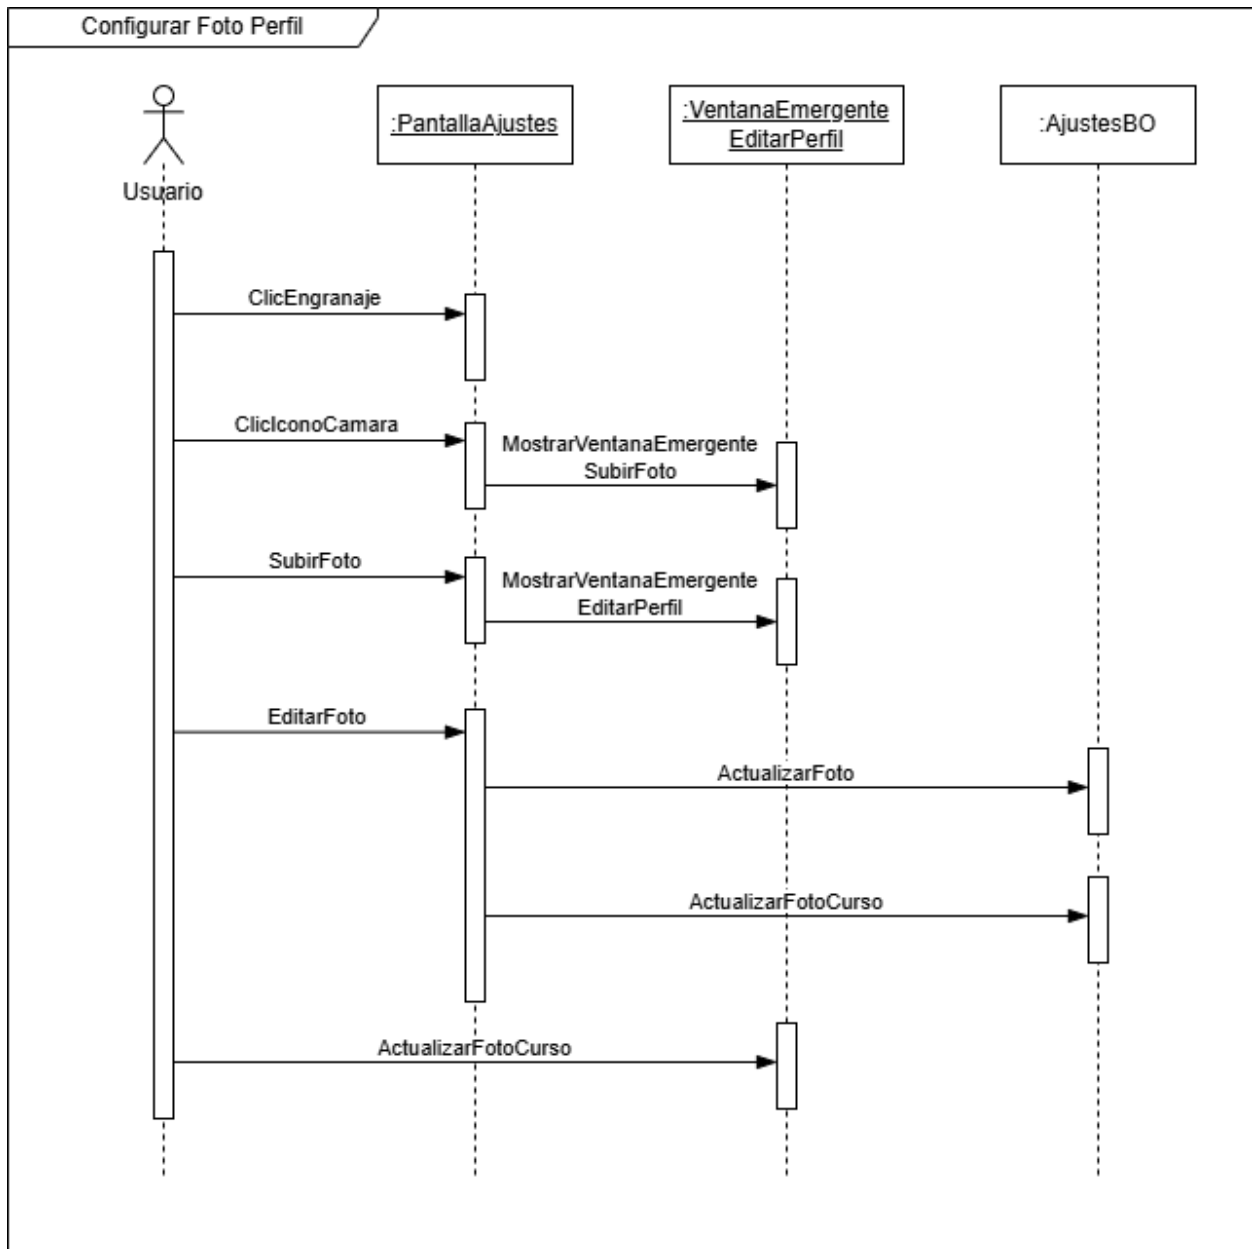 Configurar Foto Perfil
:PantallaAjustes
:VentanaEmergente
EditarPerfil
:AjustesBO
Usuario
ClicEngranaje
ClicIconoCamara
MostrarVentanaEmergente
SubirFoto
SubirFoto
MostrarVentanaEmergente
EditarPerfil
EditarFoto
ActualizarFoto
ActualizarFotoCurso
ActualizarFotoCurso